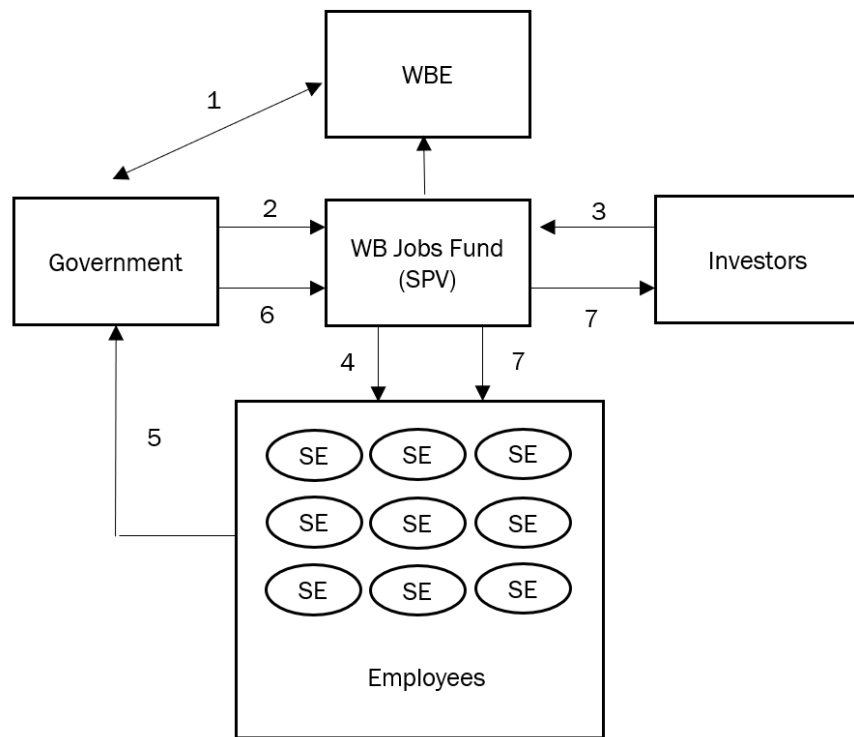 WBE
1
Government
2
6
WB Jobs Fund
(SPV)
3
7
Investors
4
7
5
SE SE SE
SE SE SE
SE SE SE
Employees